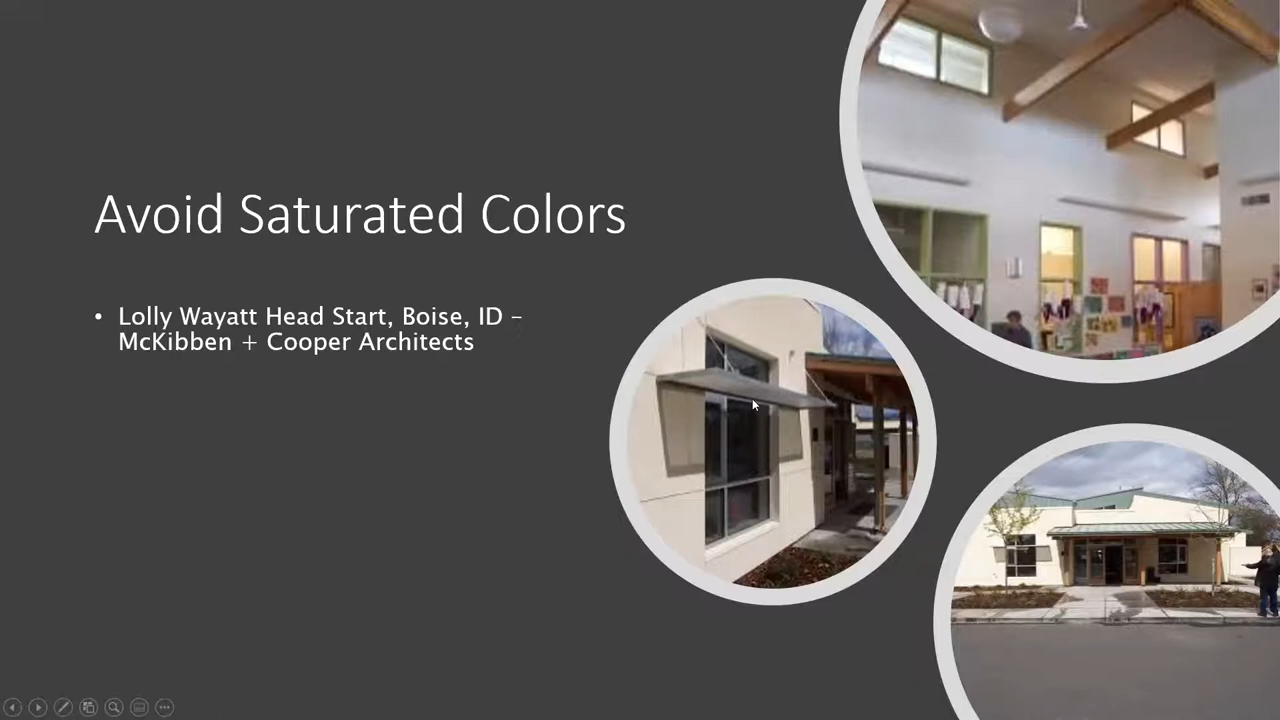 Avoid Saturated Colors
• Lolly Wayatt Head Start, Boise, ID –
McKibben + Cooper Architects